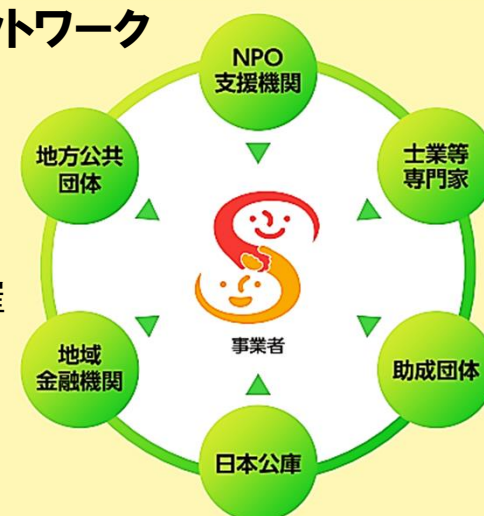 ットワーク
NPO
支援機関
地方公共
団体
士業等
専門家
事業者
地域
金融機関
助成団体
日本公庫